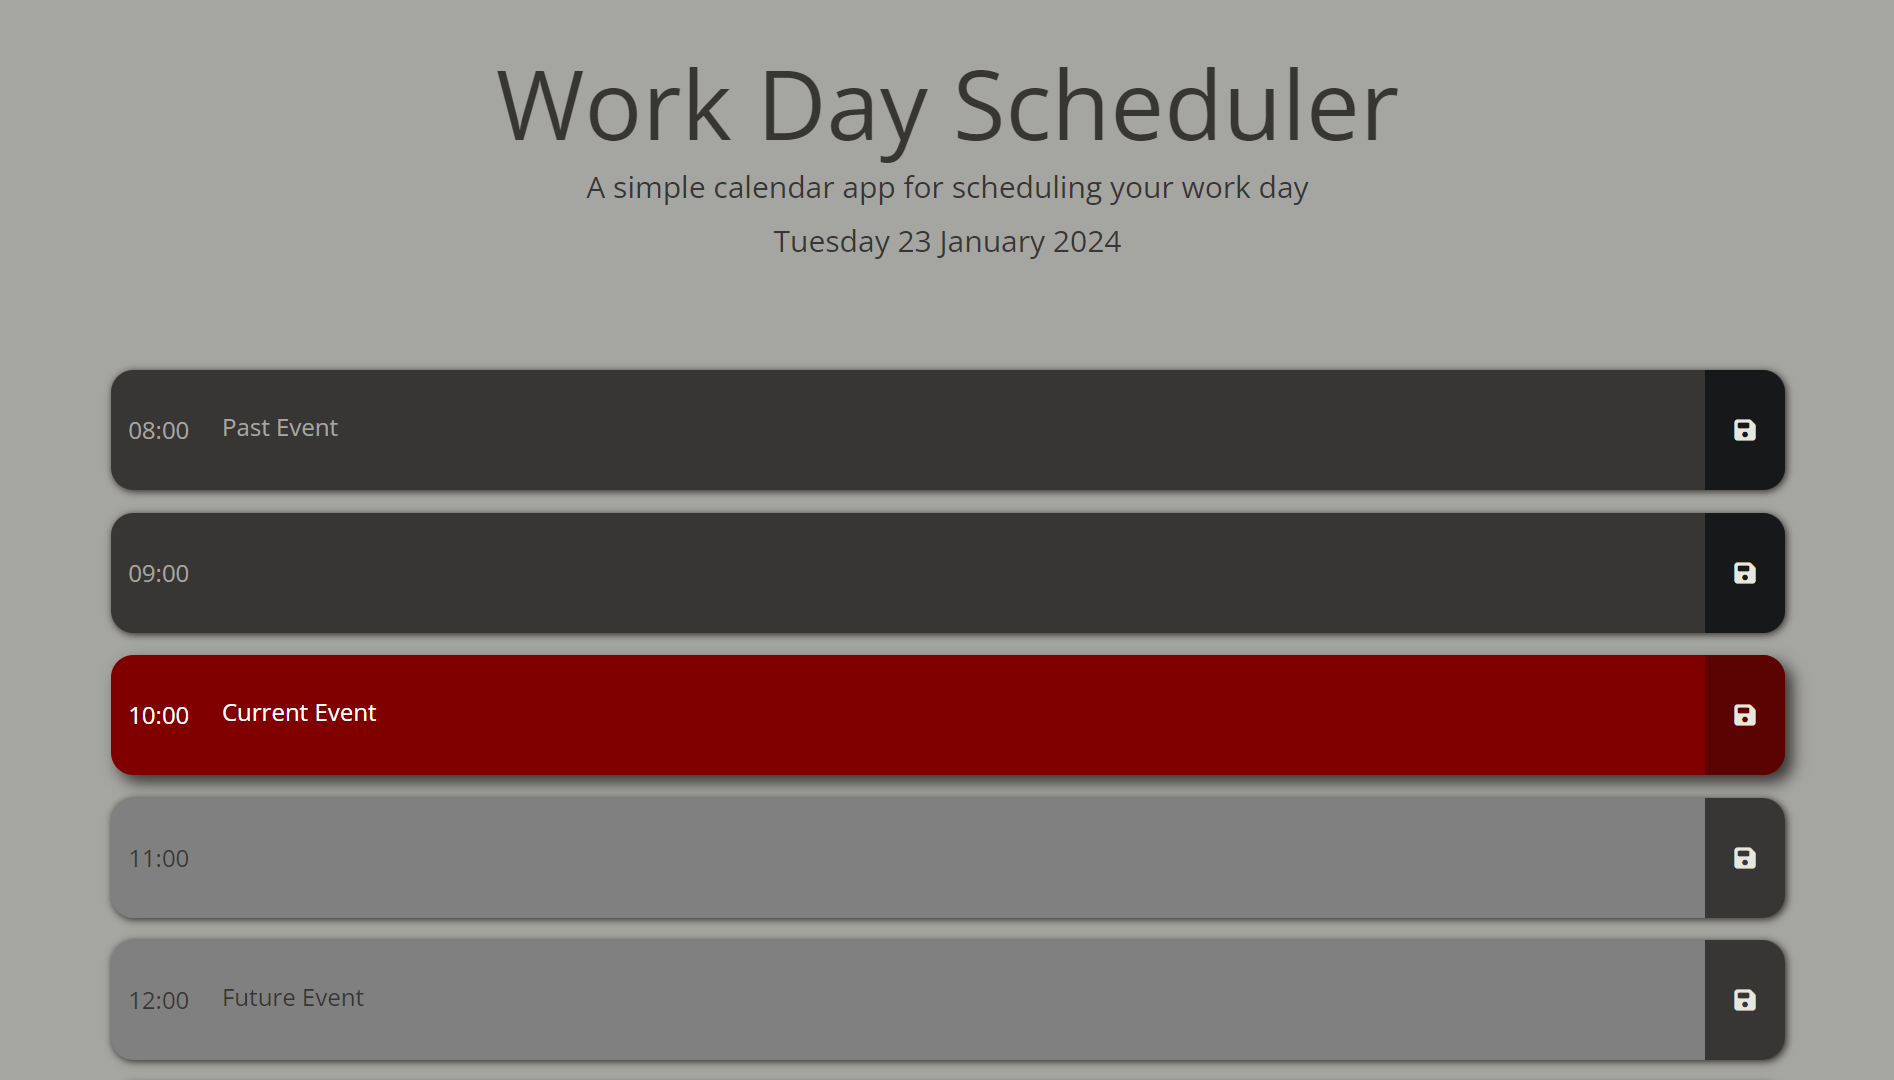 Work Day Scheduler
A simple calendar app for scheduling your work day
Tuesday 23 January 2024
08:00 Past Event
09:00
10:00 Current Event
11:00
12:00 Future Event